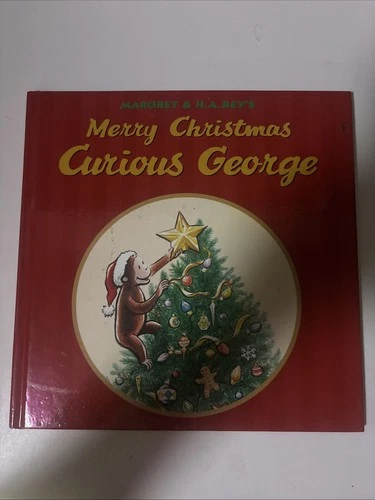 MARGRET & H.A.REY'S
Merry Christmas
Curious George